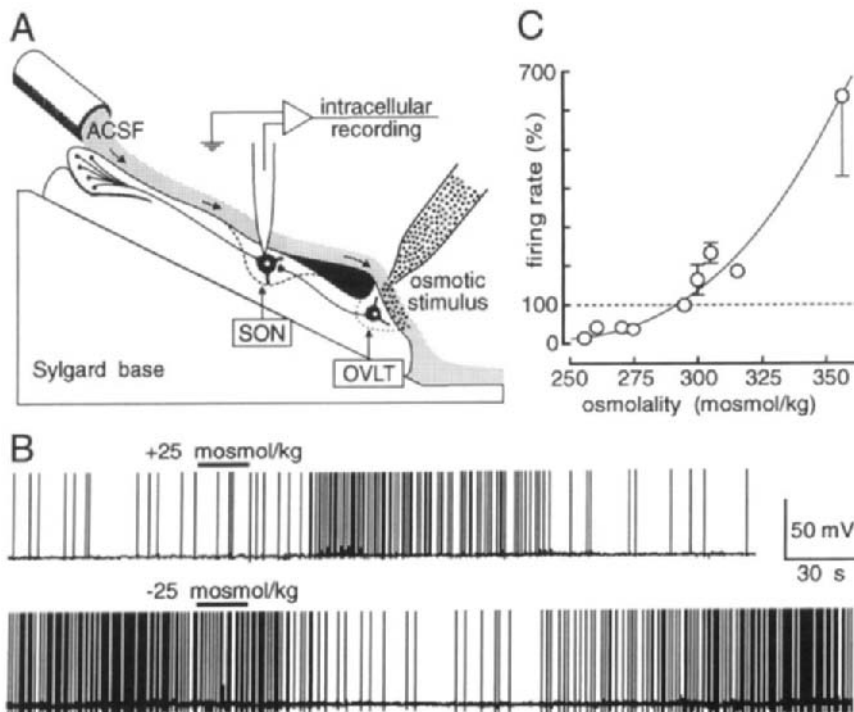 A
ACSF
intracellular
recording
osmotic
stimulus
SON
OVLT
Sylgard base
C
700
firing rate (%)
100
0
250 275 300 325 350
osmolality (mosmol/kg)
B
+25 mosmol/kg
50 mV
30 s
-25 mosmol/kg